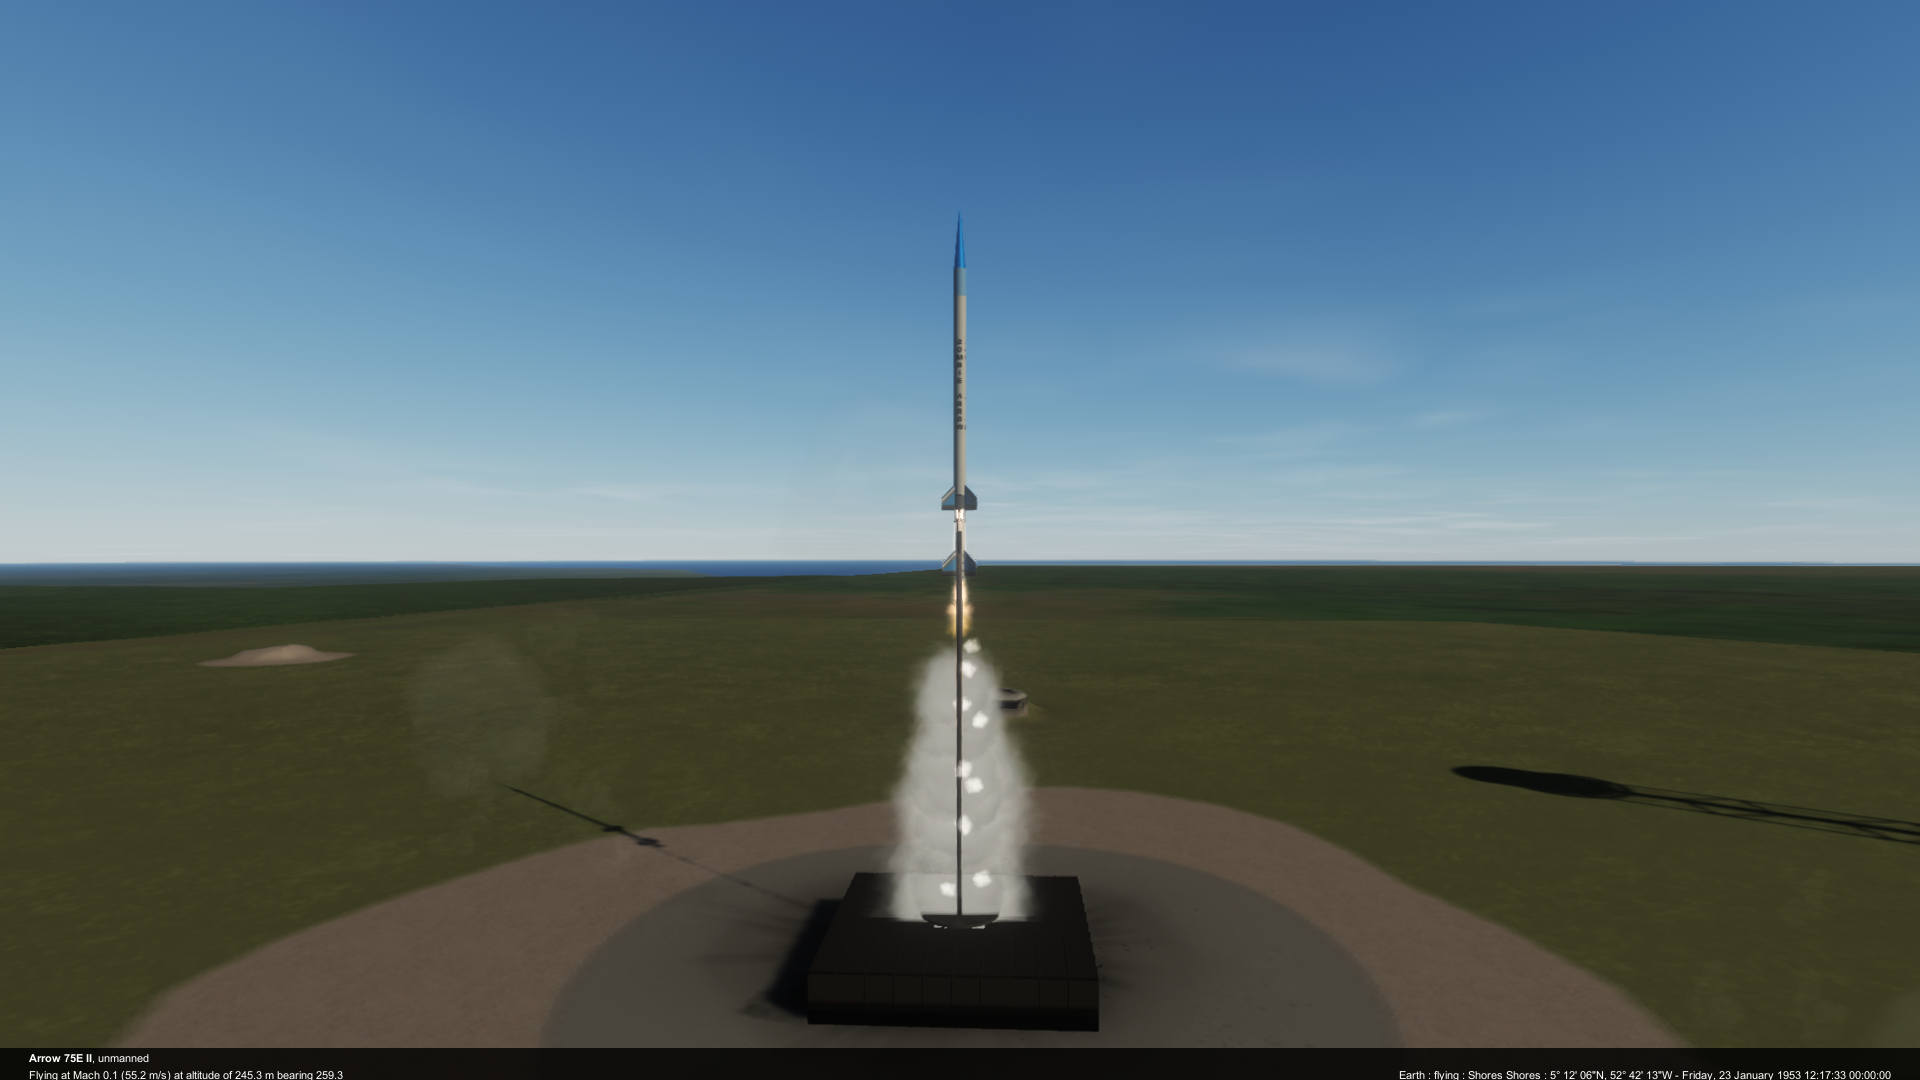 Arrow 75E II, unmanned
Flying at Mach 0.1 (55.2 m/s) at altitude of 245.3 m bearing 259.3
Earth : flying : Shores Shores : 5° 12' 06"N, 52° 42' 13"W - Friday, 23 January 1953 12:17:33 00:00:00